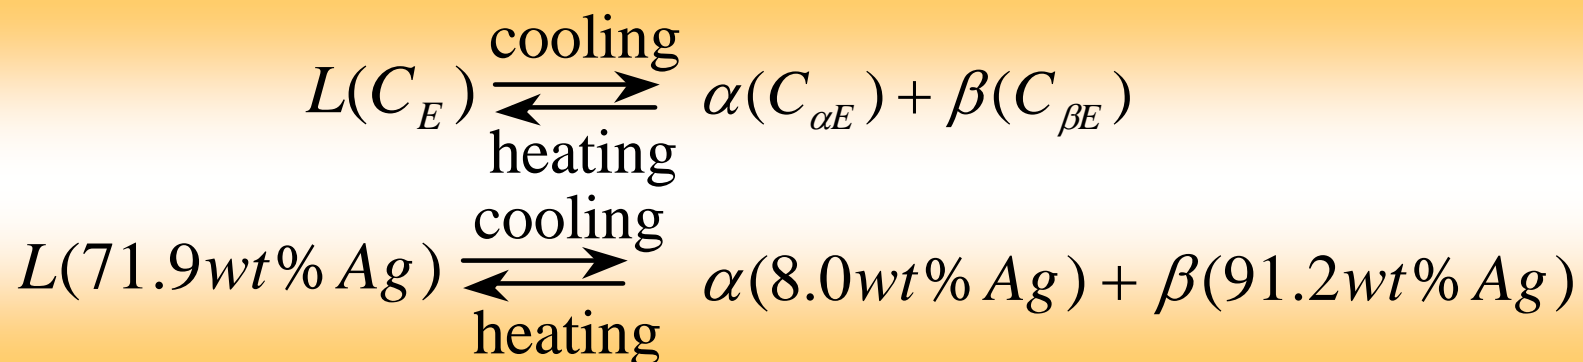 cooling
L(C_E) ⇌ α(C_αE) + β(C_βE)
heating
cooling
L(71.9wt% Ag) ⇌ α(8.0wt% Ag) + β(91.2wt% Ag)
heating